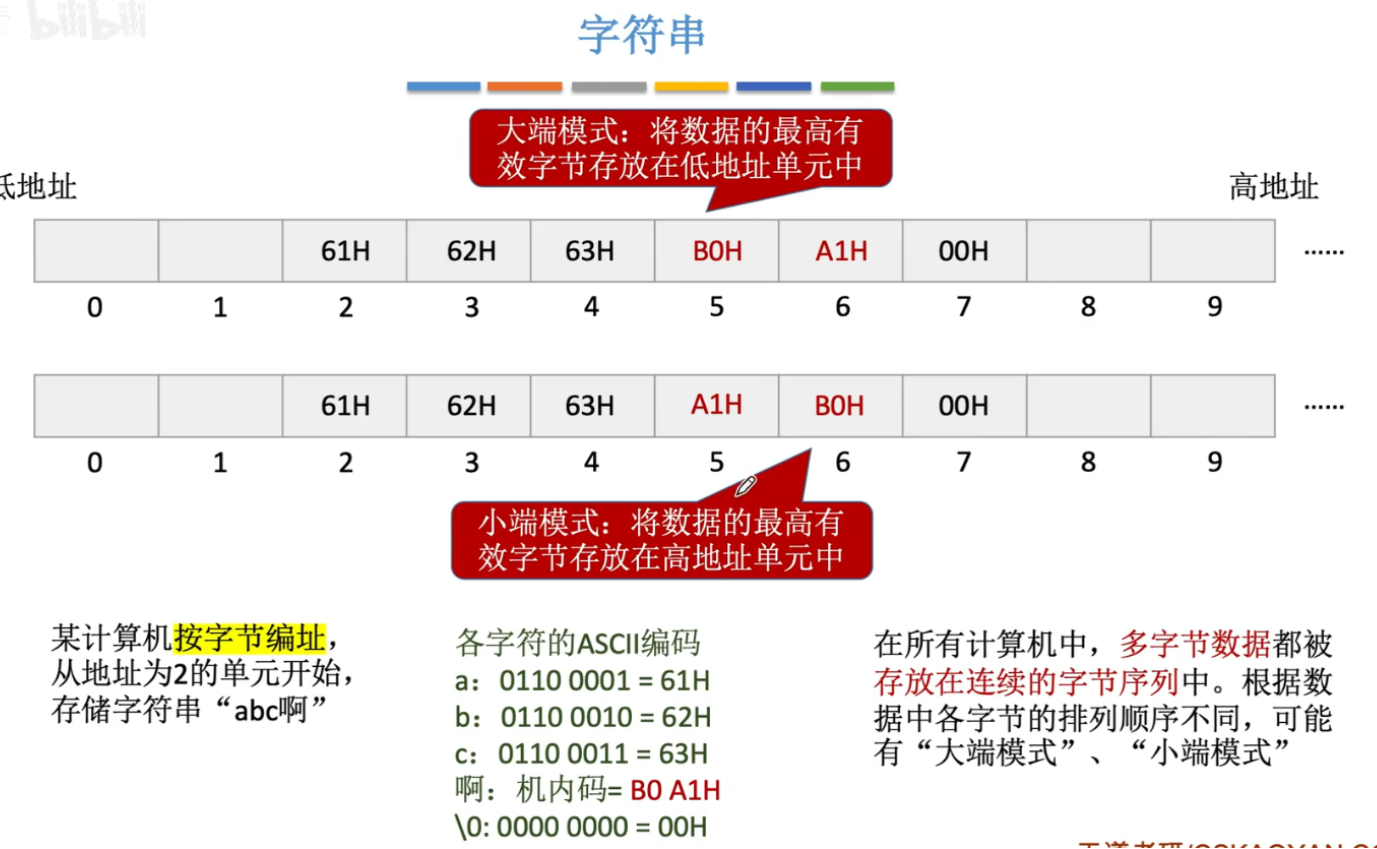 bilibili
字符串
大端模式：将数据的最高有
效字节存放在低地址单元中
低地址
高地址
61H 62H 63H B0H A1H 00H ……
0 1 2 3 4 5 6 7 8 9
61H 62H 63H A1H B0H 00H ……
0 1 2 3 4 5 6 7 8 9
小端模式：将数据的最高有
效字节存放在高地址单元中
某计算机按字节编址，
从地址为2的单元开始，
存储字符串“abc啊”
各字符的ASCII编码
a：0110 0001 = 61H
b：0110 0010 = 62H
c：0110 0011 = 63H
啊：机内码= B0 A1H
\0: 0000 0000 = 00H
在所有计算机中，多字节数据都被
存放在连续的字节序列中。根据数
据中各字节的排列顺序不同，可能
有“大端模式”、“小端模式”